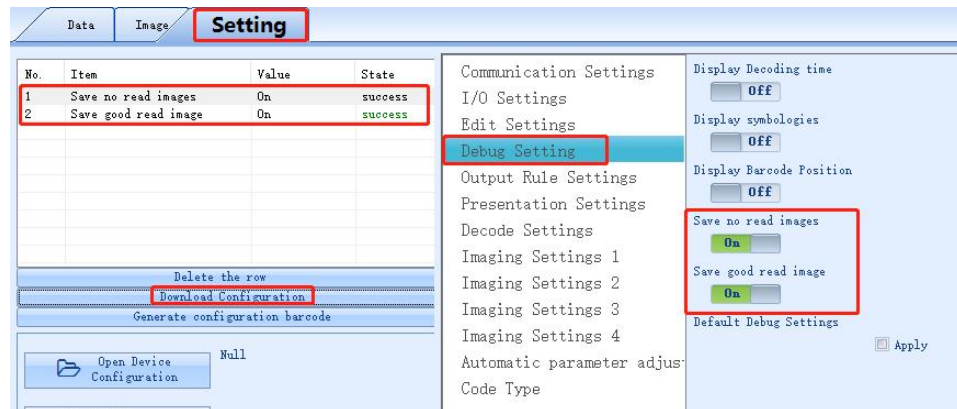 Data
Image
Setting
No. Item Value State
1 Save no read images On success
2 Save good read image On success
Delete the row
Download Configuration
Generate configuration barcode
Open Device
Configuration
Null
Communication Settings
I/O Settings
Edit Settings
Debug Setting
Output Rule Settings
Presentation Settings
Decode Settings
Imaging Settings 1
Imaging Settings 2
Imaging Settings 3
Imaging Settings 4
Automatic parameter adjus
Code Type
Display Decoding time
Off
Display symbologies
Off
Display Barcode Position
Off
Save no read images
On
Save good read image
On
Default Debug Settings
Apply